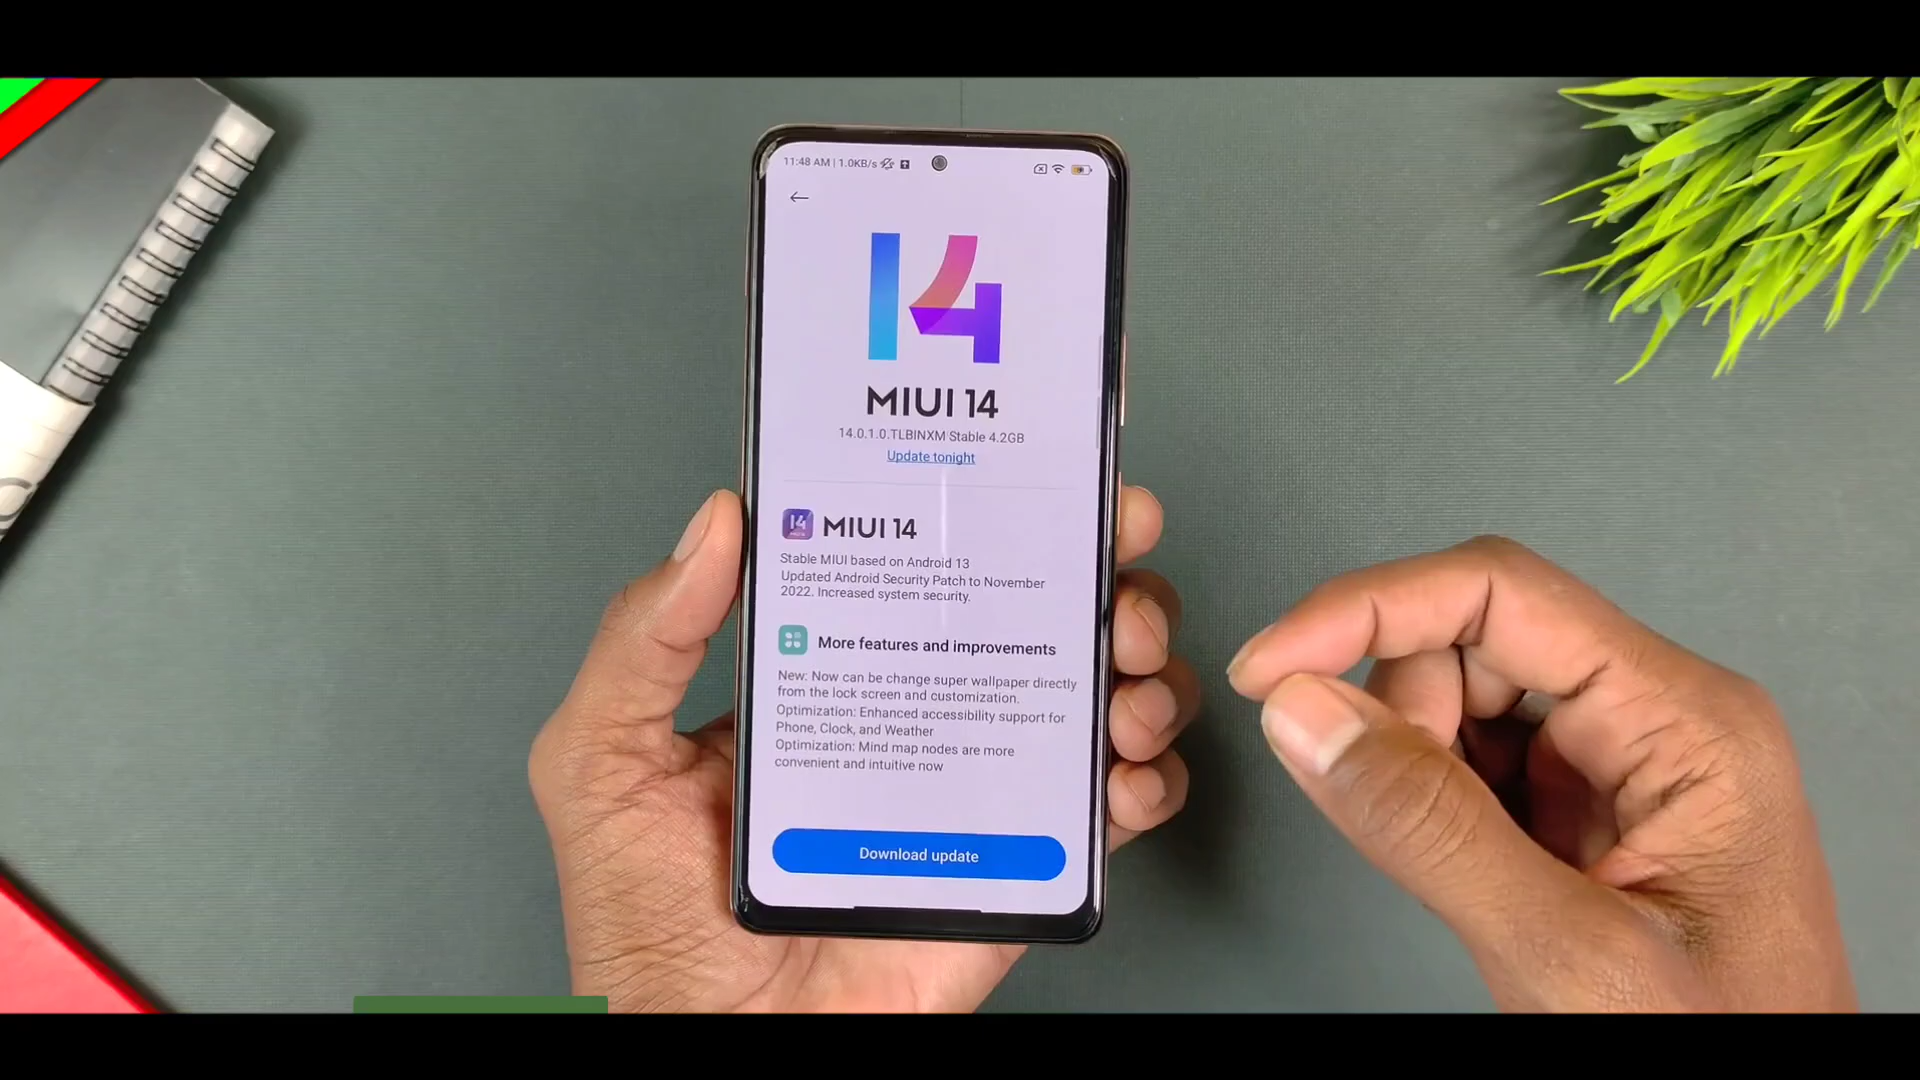 11:48 AM | 1.0KB/s
14
MIUI 14
14.0.1.0.TLBINXM Stable 4.2GB
Update tonight
14
MIUI 14
Stable MIUI based on Android 13
Updated Android Security Patch to November
2022. Increased system security.
More features and improvements
New: Now can be change super wallpaper directly
from the lock screen and customization.
Optimization: Enhanced accessibility support for
Phone, Clock, and Weather
Optimization: Mind map nodes are more
convenient and intuitive now
Download update